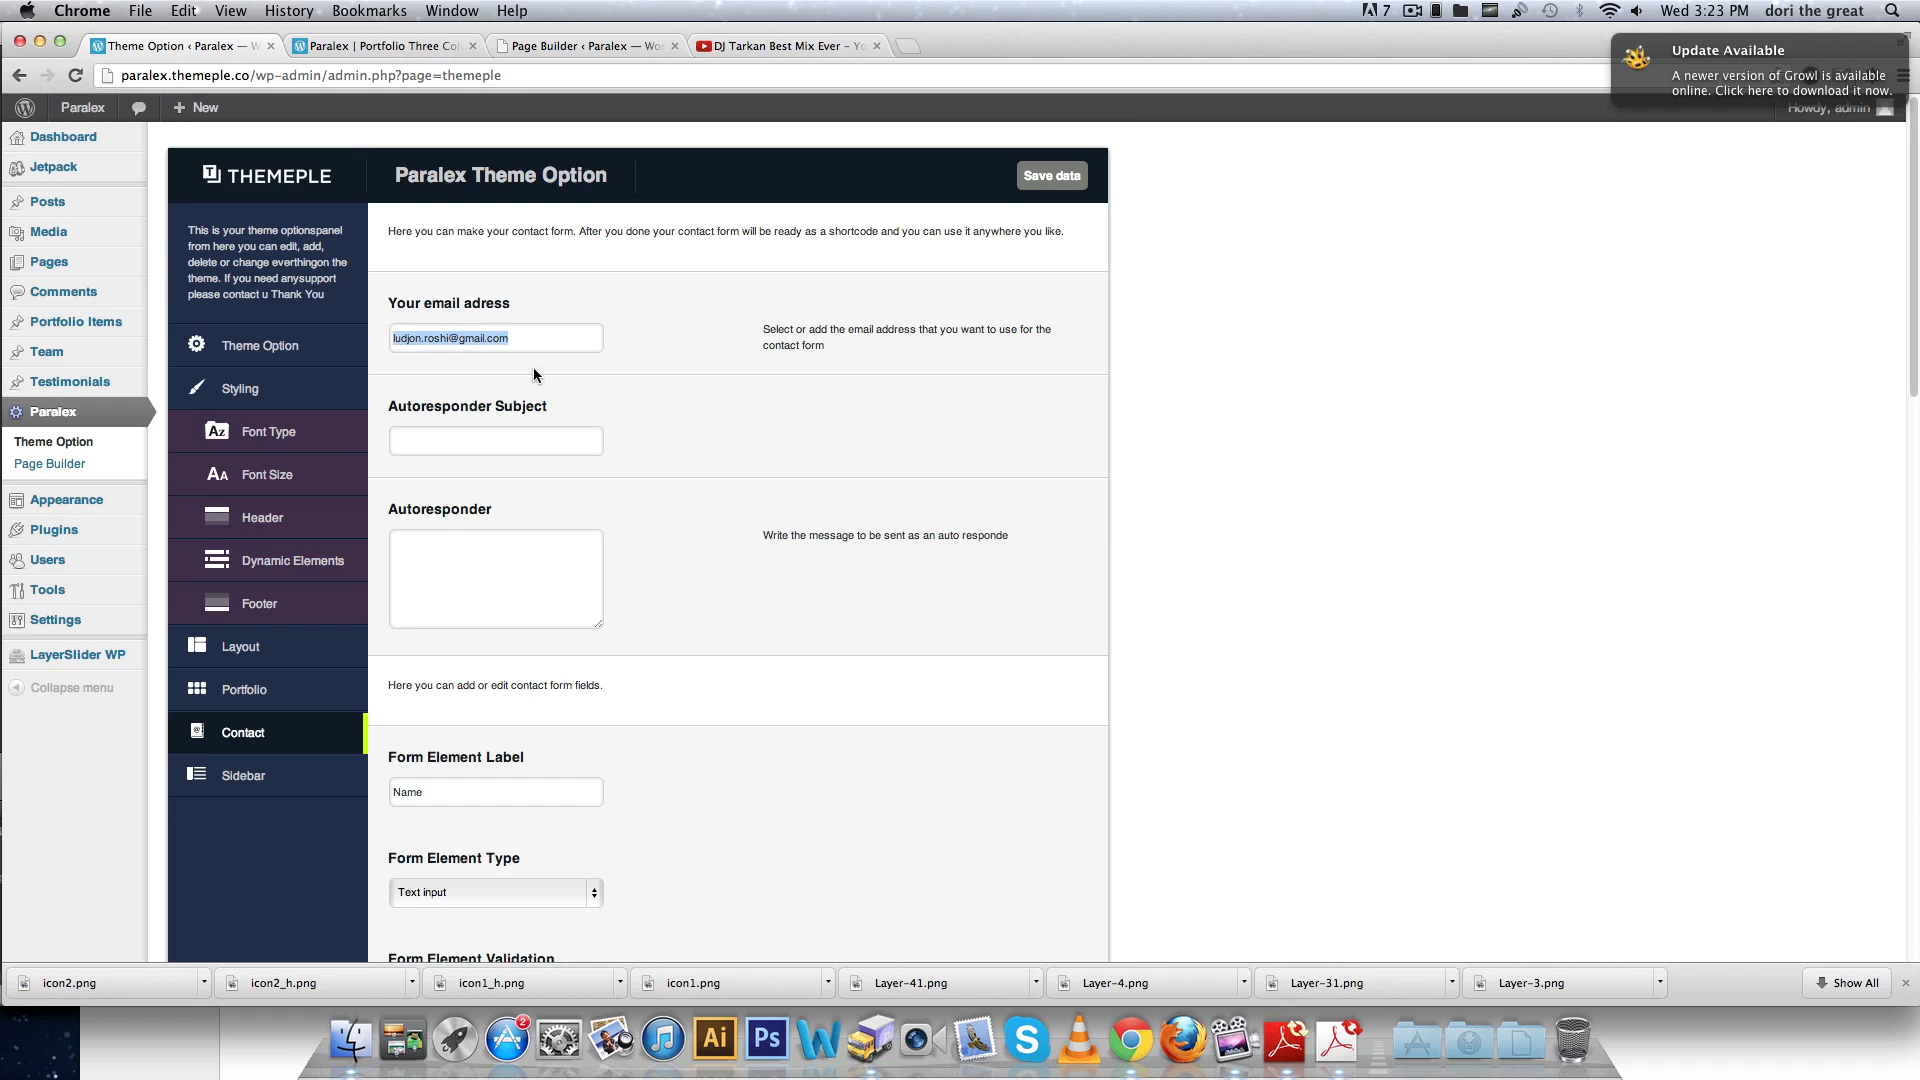 Chrome File Edit View History Bookmarks Window Help
7 Wed 3:23 PM dori the great
Theme Option ‹ Paralex — W
Paralex | Portfolio Three Col
Page Builder ‹ Paralex — Wor
DJ Tarkan Best Mix Ever - Yo
paralex.themeple.co/wp-admin/admin.php?page=themeple
Update Available
A newer version of Growl is available
online. Click here to download it now.
Paralex
+ New
Howdy, admin
Dashboard
Jetpack
Posts
Media
Pages
Comments
Portfolio Items
Team
Testimonials
Paralex
Theme Option
Page Builder
Appearance
Plugins
Users
Tools
Settings
LayerSlider WP
Collapse menu
THEMEPLE
Paralex Theme Option
Save data
This is your theme optionspanel
from here you can edit, add,
delete or change everthingon the
theme. If you need anysupport
please contact u Thank You
Theme Option
Styling
Az Font Type
AA Font Size
Header
Dynamic Elements
Footer
Layout
Portfolio
Contact
Sidebar
Here you can make your contact form. After you done your contact form will be ready as a shortcode and you can use it anywhere you like.
Your email adress
ludjon.roshi@gmail.com
Select or add the email address that you want to use for the
contact form
Autoresponder Subject
Autoresponder
Write the message to be sent as an auto responde
Here you can add or edit contact form fields.
Form Element Label
Name
Form Element Type
Text input
Form Element Validation
icon2.png
icon2_h.png
icon1_h.png
icon1.png
Layer-41.png
Layer-4.png
Layer-31.png
Layer-3.png
Show All
2
Ai
Ps
W
S